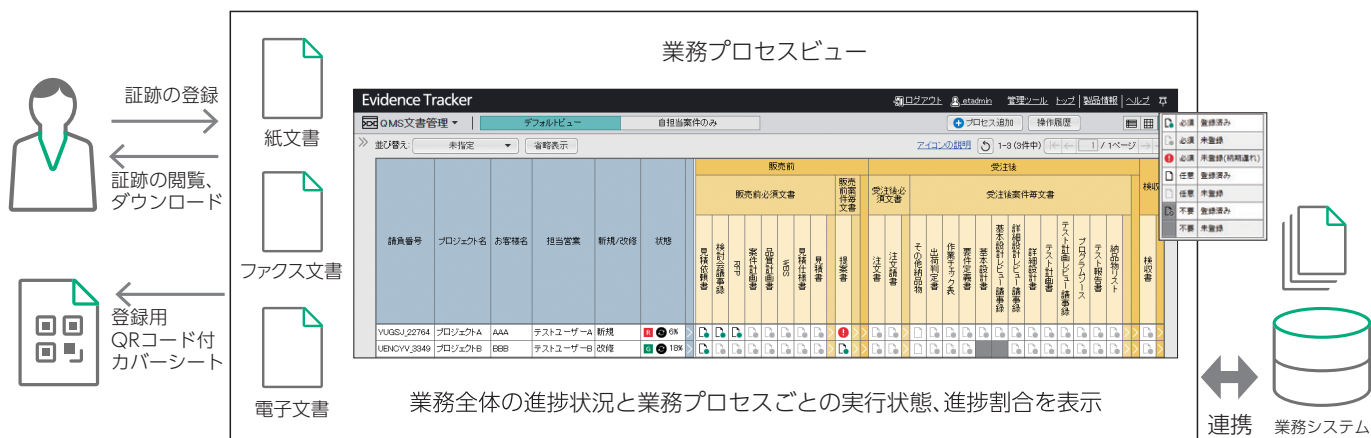 業務プロセスビュー
証跡の登録
証跡の閲覧、
ダウンロード
登録用
QRコード付
カバーシート
紙文書
ファクス文書
電子文書
Evidence Tracker
ログアウト etadmin 管理ツール トップ 製品情報 ヘルプ
QMS文書管理 デフォルトビュー 自担当案件のみ プロセス追加 操作履歴
並び替え: 未指定 省略表示 アイコンの説明 1-3 (3件中) 1 / 1ページ
必須 登録済み
必須 未登録
必須 未登録(納期遅れ)
任意 登録済み
任意 未登録
不要 登録済み
不要 未登録
販売前 受注後
販売前必須文書
販売前案件毎文書
受注後必須文書
受注後案件毎文書
検収
請負番号 プロジェクト名 お客様名 担当営業 新規/改修 状態
見積依頼書
検討会議事録
RFP
案件計画書
品質計画書
WBS
見積仕様書
見積書
提案書
注文書
注文請書
その他納品物
出荷判定書
作業チェック表
要件定義書
基本設計書
基本設計レビュー議事録
詳細設計レビュー議事録
詳細設計書
テスト計画書
テスト計画レビュー議事録
プログラムソース
テスト報告書
納品物リスト
検収書
YUGSJ_22764 プロジェクトA AAA テストユーザーA 新規 R 6%
UENCYV_3349 プロジェクトB BBB テストユーザーB 改修 G 18%
業務全体の進捗状況と業務プロセスごとの実行状態、進捗割合を表示
連携
業務システム